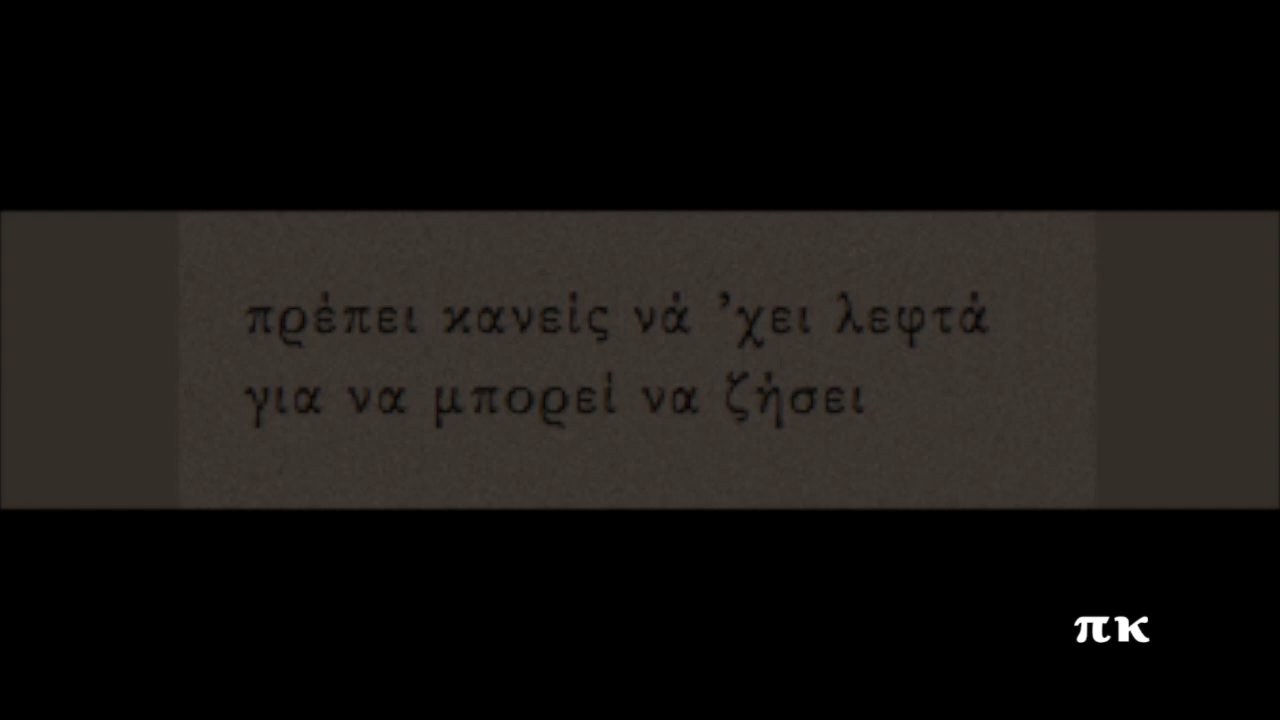 πρέπει κανείς νά ’χει λεφτά
για να μπορεί να ζήσει
πκ